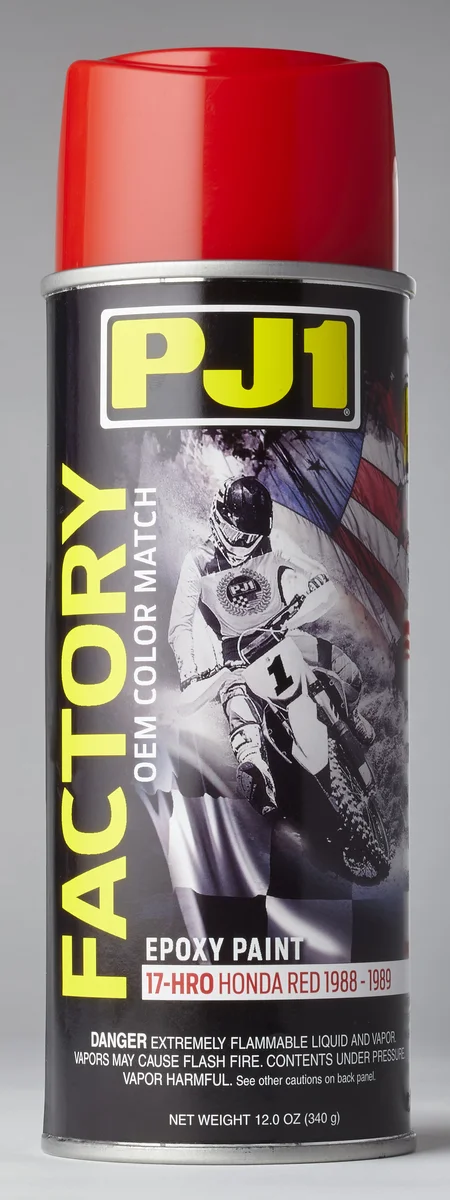 PJ1
®
FACTORY
OEM COLOR MATCH
PJ1
1
EPOXY PAINT
17-HRO HONDA RED 1988 - 1989
DANGER EXTREMELY FLAMMABLE LIQUID AND VAPOR.
VAPORS MAY CAUSE FLASH FIRE. CONTENTS UNDER PRESSURE
VAPOR HARMFUL. See other cautions on back panel.
NET WEIGHT 12.0 OZ (340 g)